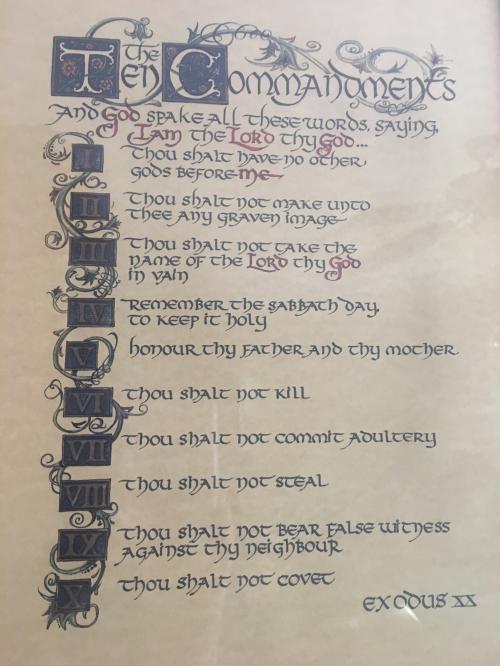 The
Ten Commandments
And God spake all these words, saying,
I am the Lord thy God...
I
Thou shalt have no other
gods before me
II
Thou shalt not make unto
thee any graven image
III
Thou shalt not take the
name of the Lord thy God
in vain
IV
Remember the Sabbath day,
to keep it holy
V
honour thy father and thy mother
VI
Thou shalt not kill
VII
Thou shalt not commit adultery
VIII
Thou shalt not steal
IX
Thou shalt not bear false witness
against thy neighbour
X
Thou shalt not covet
EXODUS XX